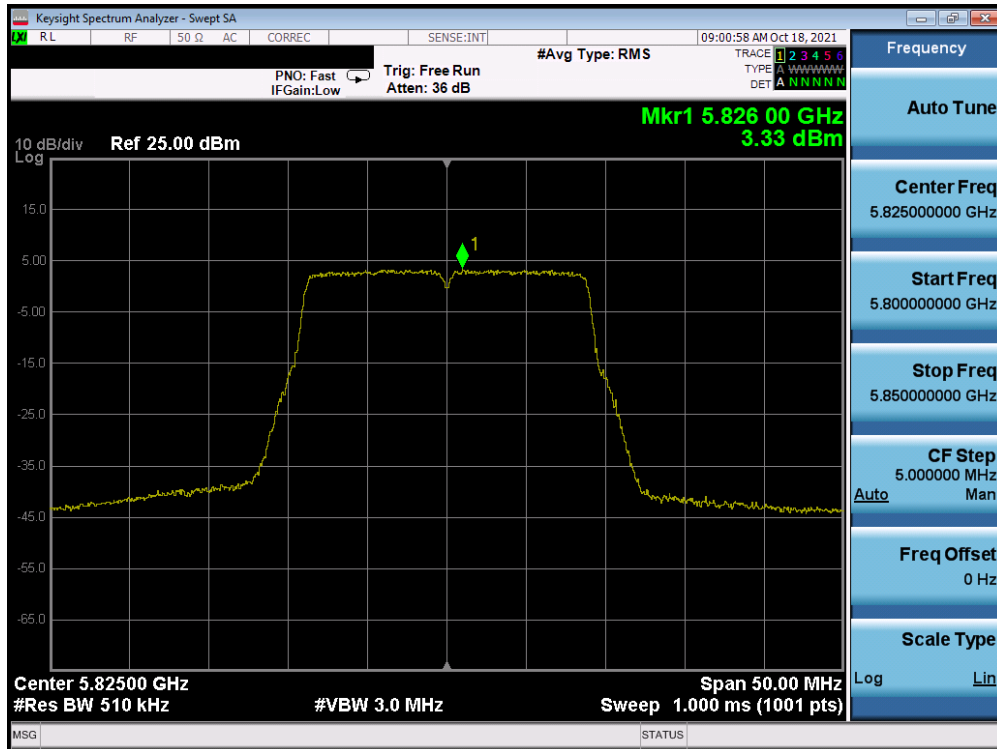 Keysight Spectrum Analyzer - Swept SA
LXI RL RF 50 Ω AC CORREC SENSE:INT 09:00:58 AM Oct 18, 2021
PNO: Fast
IFGain:Low
Trig: Free Run
Atten: 36 dB
#Avg Type: RMS
TRACE 1 2 3 4 5 6
TYPE A WWWWWW
DET A N N N N N
Mkr1 5.826 00 GHz
3.33 dBm
10 dB/div Ref 25.00 dBm
Log
15.0
1
5.00
-5.00
-15.0
-25.0
-35.0
-45.0
-55.0
-65.0
Center 5.82500 GHz Span 50.00 MHz
#Res BW 510 kHz #VBW 3.0 MHz Sweep 1.000 ms (1001 pts)
MSG STATUS
Frequency
Auto Tune
Center Freq
5.825000000 GHz
Start Freq
5.800000000 GHz
Stop Freq
5.850000000 GHz
CF Step
5.000000 MHz
Auto Man
Freq Offset
0 Hz
Scale Type
Log Lin